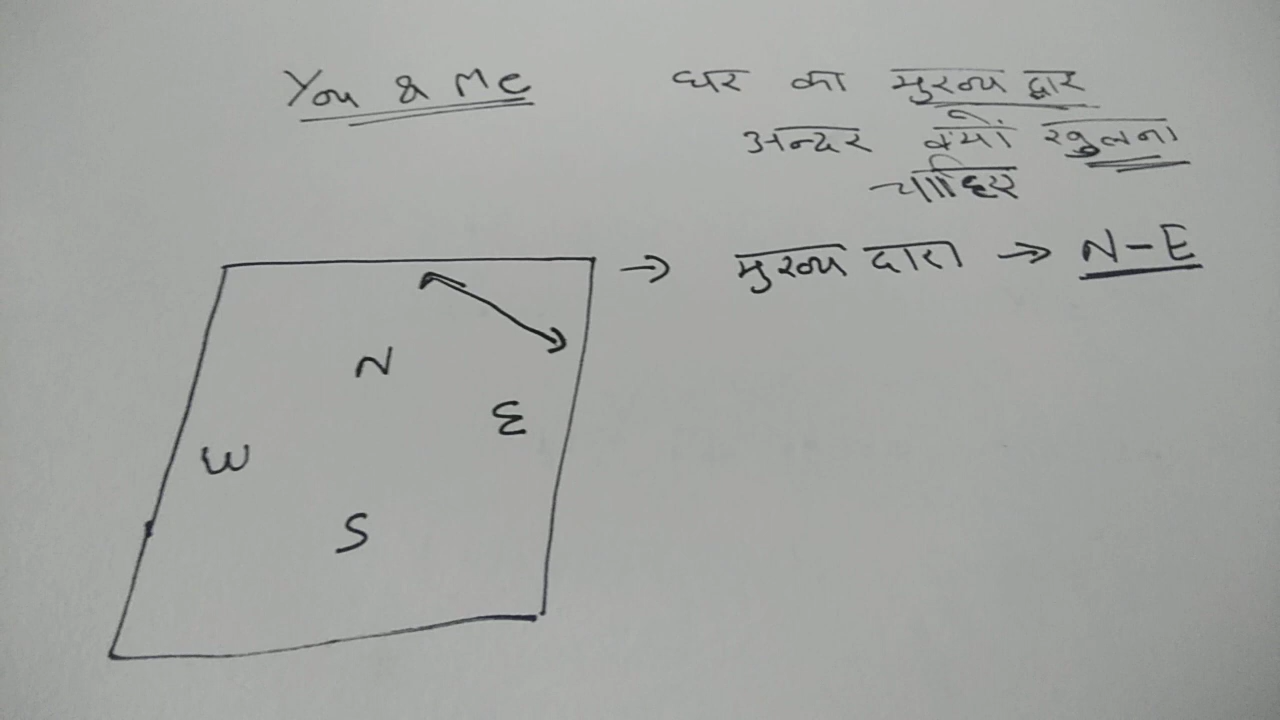 You & Me
घर का मुख्य द्वार
अन्दर क्यों खुलना
चाहिए
→ मुख्य द्वारा → N-E
N
E
W
S